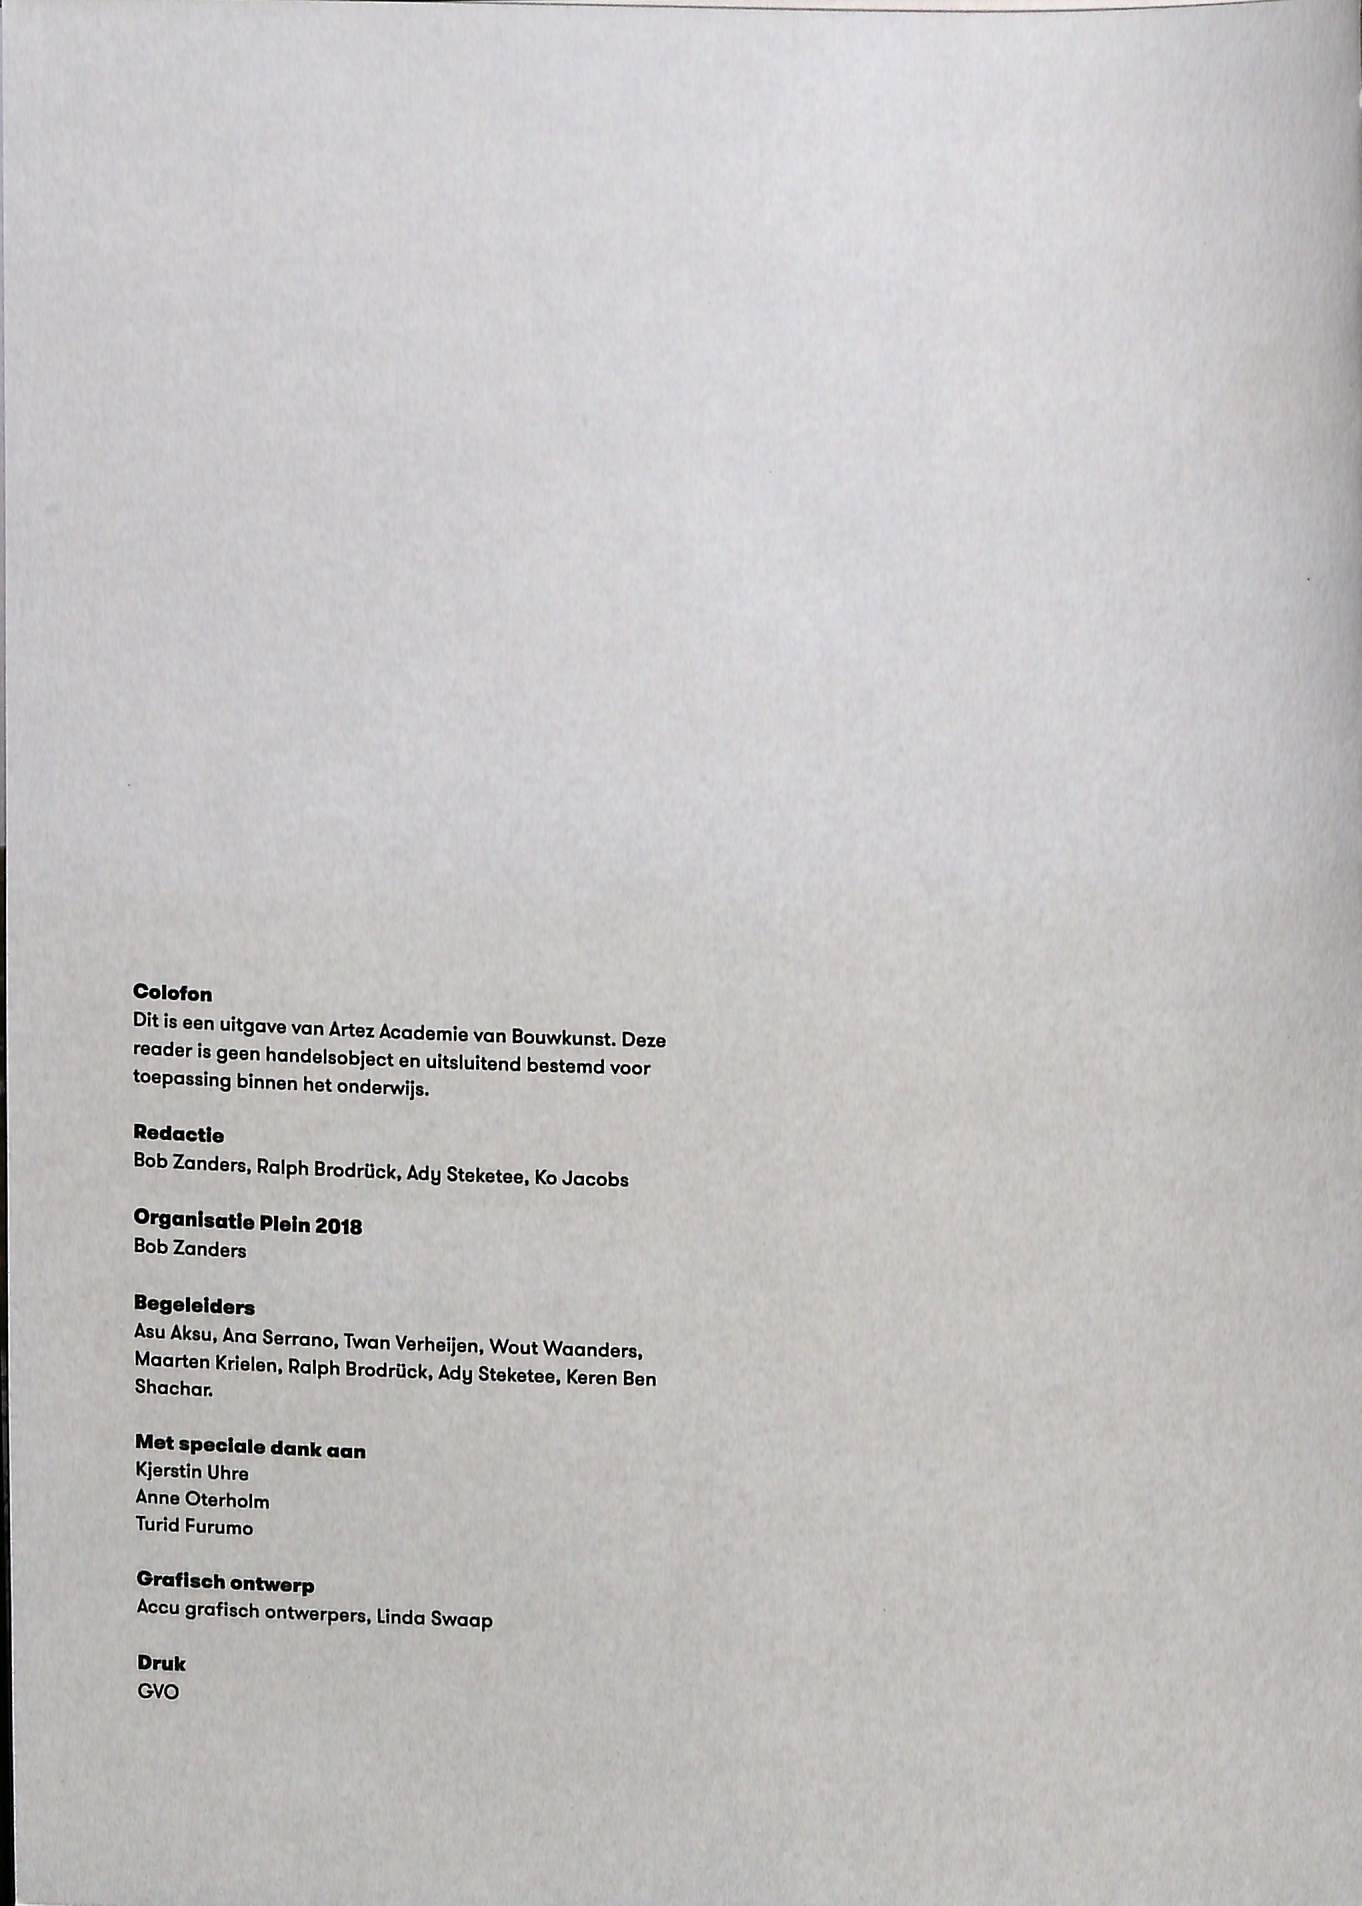 Colofon
Dit is een uitgave van Artez Academie van Bouwkunst. Deze
reader is geen handelsobject en uitsluitend bestemd voor
toepassing binnen het onderwijs.
Redactie
Bob Zanders, Ralph Brodrück, Ady Steketee, Ko Jacobs
Organisatie Plein 2018
Bob Zanders
Begeleiders
Asu Aksu, Ana Serrano, Twan Verheijen, Wout Waanders,
Maarten Krielen, Ralph Brodrück, Ady Steketee, Keren Ben
Shachar.
Met speciale dank aan
Kjerstin Uhre
Anne Oterholm
Turid Furumo
Grafisch ontwerp
Accu grafisch ontwerpers, Linda Swaap
Druk
GVO